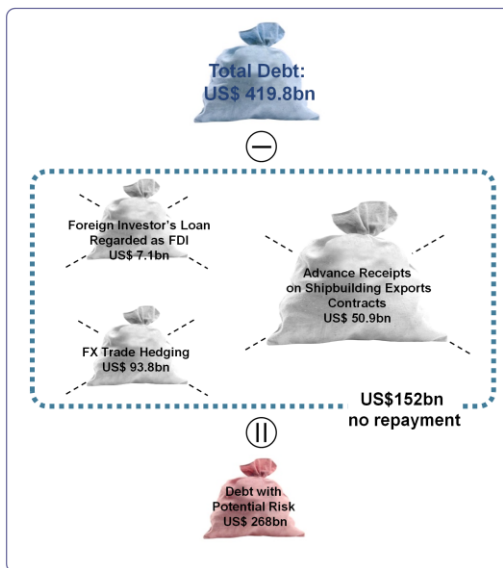 Total Debt:
US$ 419.8bn
Foreign Investor's Loan
Regarded as FDI
US$ 7.1bn
Advance Receipts
on Shipbuilding Exports
Contracts
US$ 50.9bn
FX Trade Hedging
US$ 93.8bn
US$152bn
no repayment
Debt with
Potential Risk
US$ 268bn